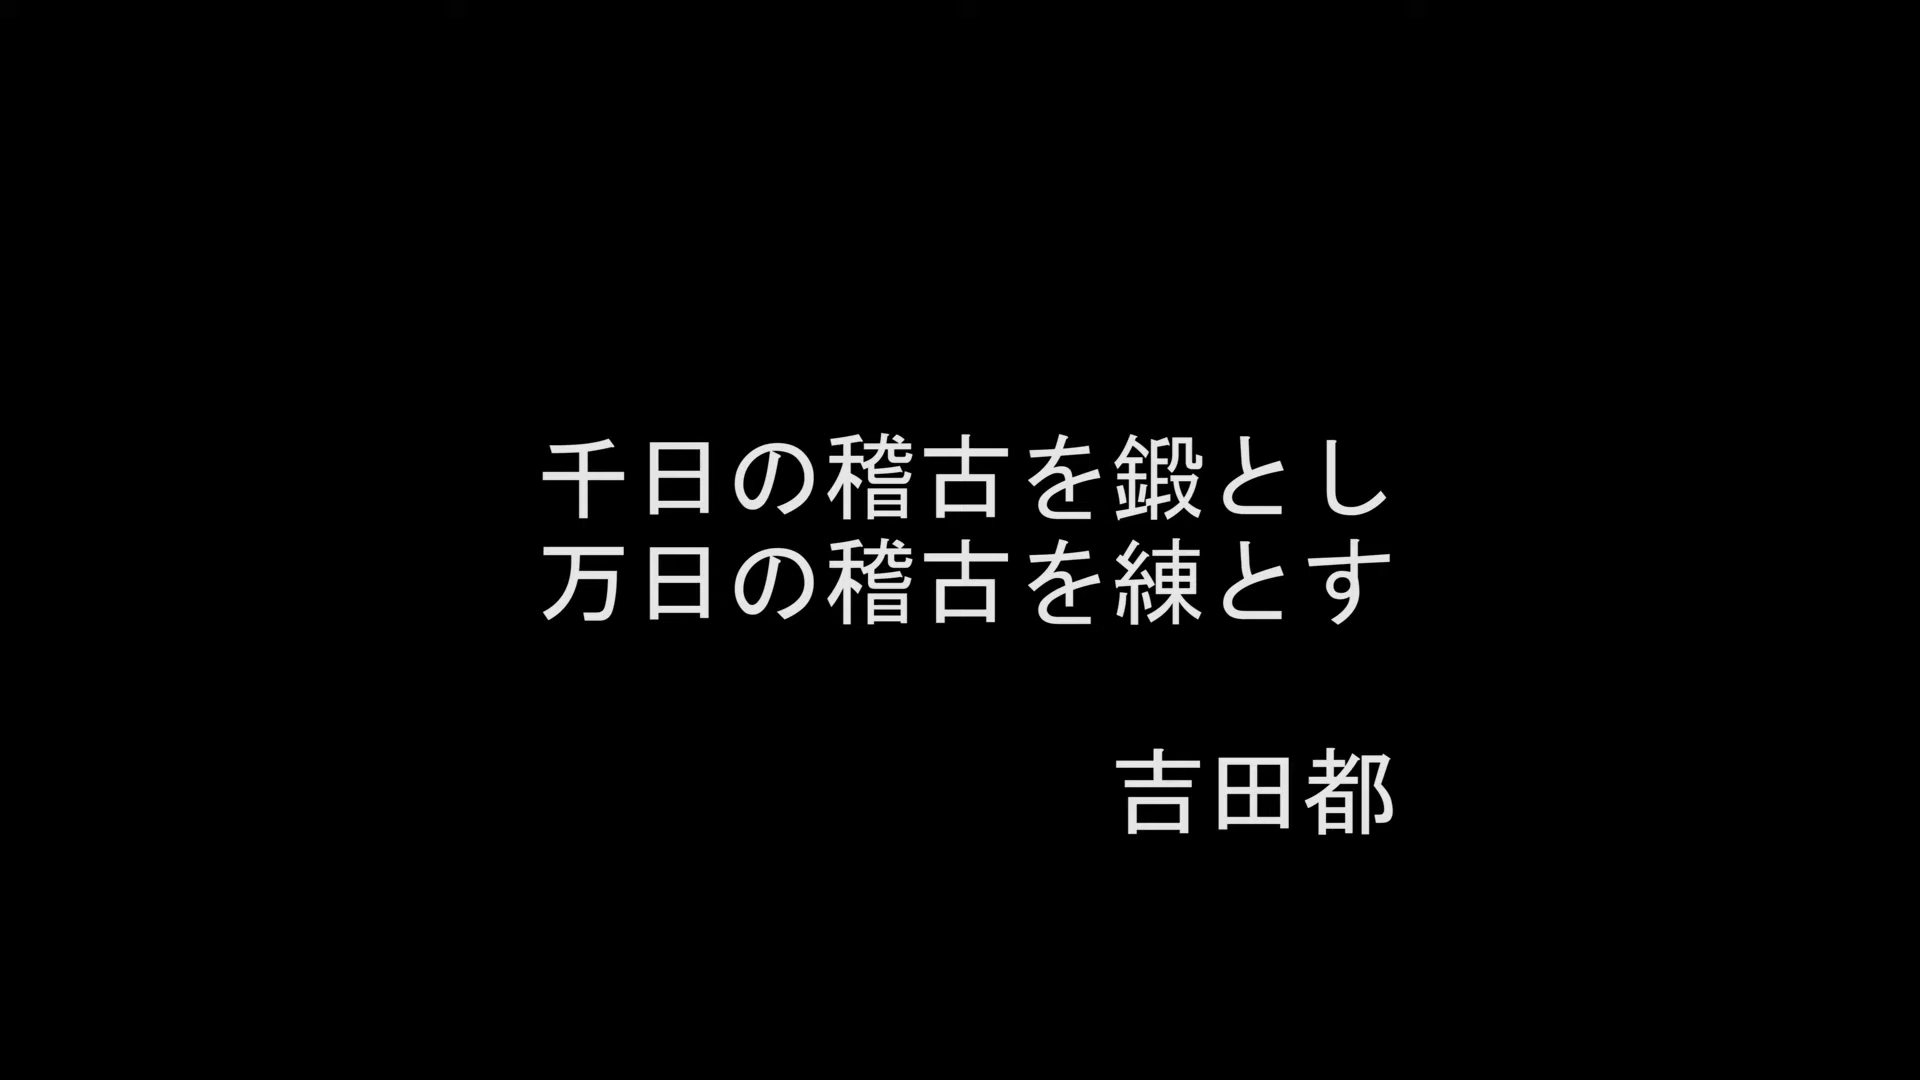 千日の稽古を鍛とし
万日の稽古を練とす
吉田都